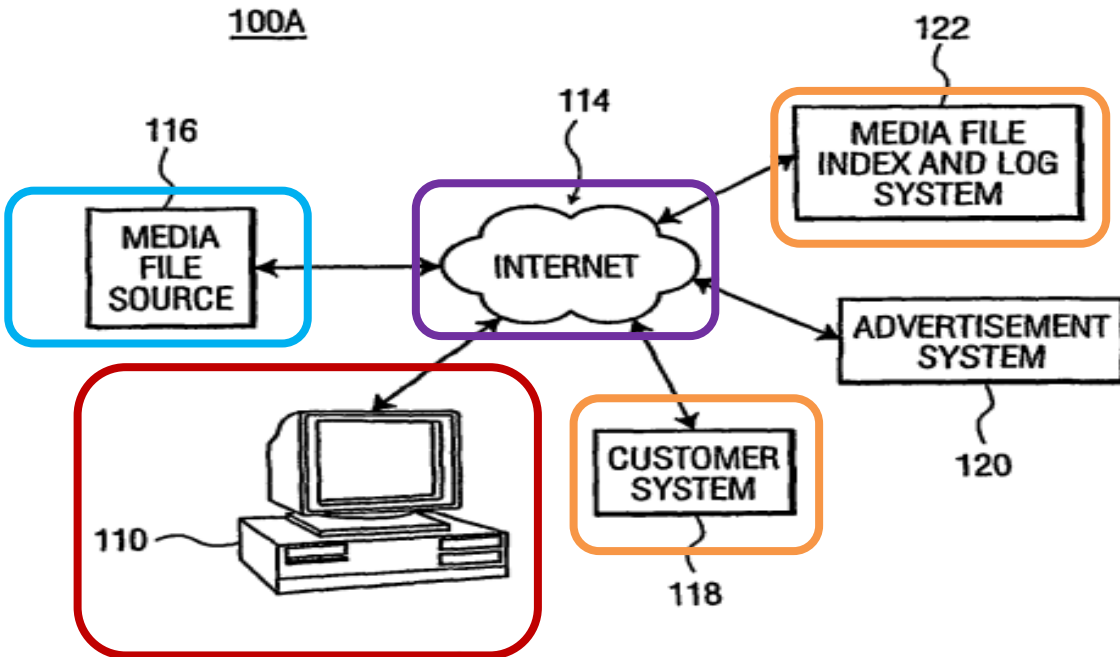 100A
122
114
116
MEDIA FILE
INDEX AND LOG
SYSTEM
MEDIA
FILE
SOURCE
INTERNET
ADVERTISEMENT
SYSTEM
CUSTOMER
SYSTEM
120
110
118